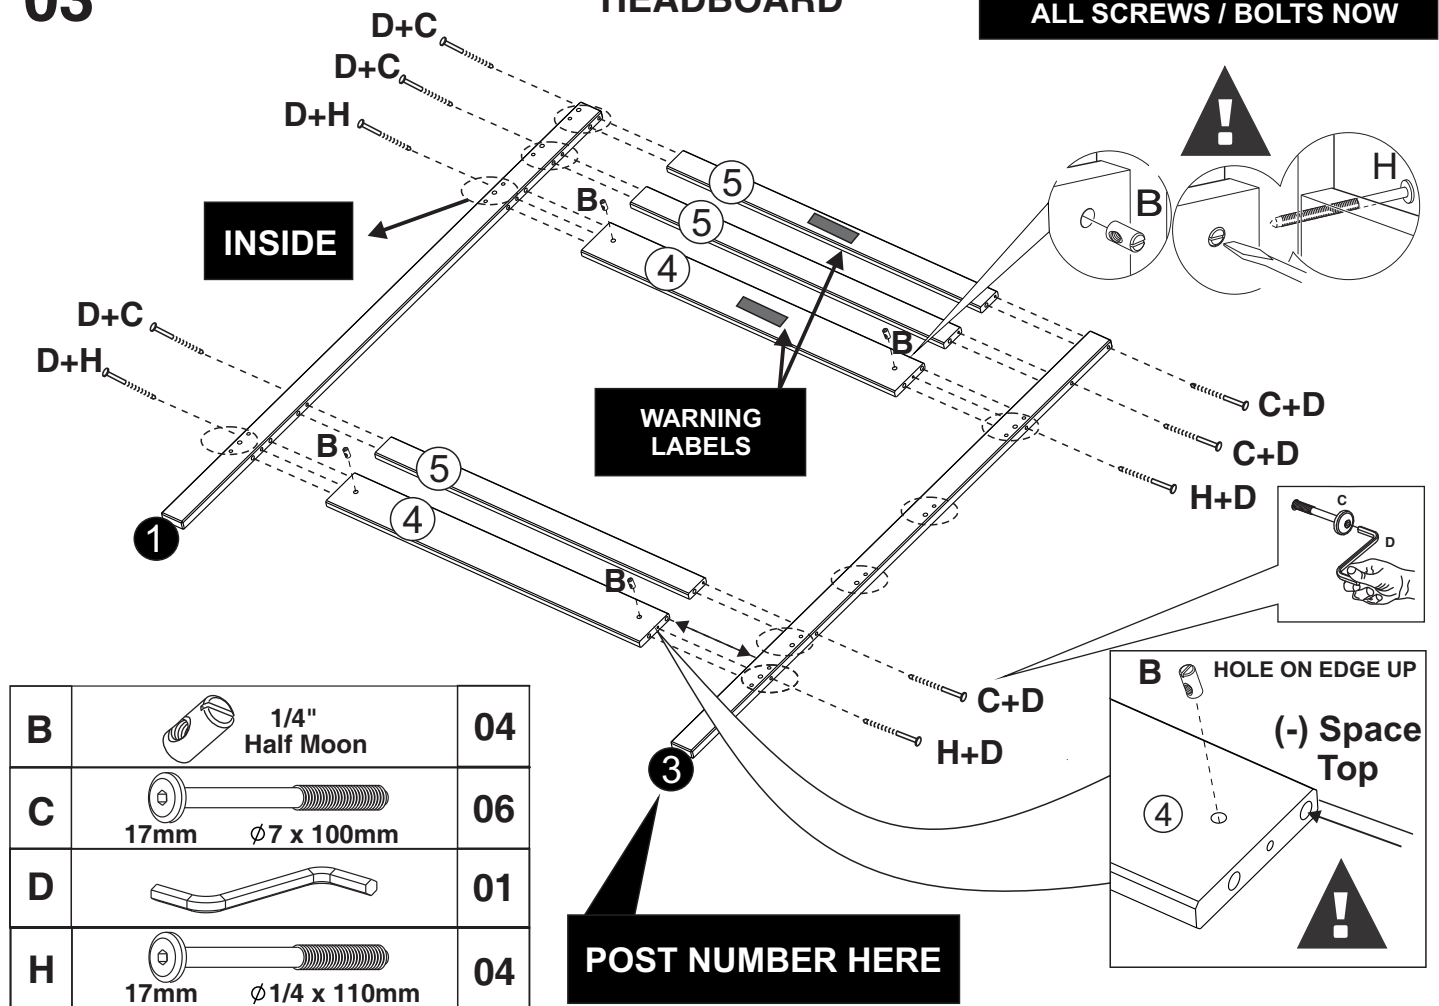 03
HEADBOARD
ALL SCREWS / BOLTS NOW
D+C
D+C
D+H
INSIDE
D+C
D+H
B
5
5
4
B
B
H
WARNING
LABELS
C+D
C+D
H+D
C
D
B
5
4
B
1
C+D
H+D
3
POST NUMBER HERE
B HOLE ON EDGE UP
(-) Space
Top
4
B 1/4" 04
Half Moon
C 06
17mm ϕ7 x 100mm
D 01
H 04
17mm ϕ1/4 x 110mm